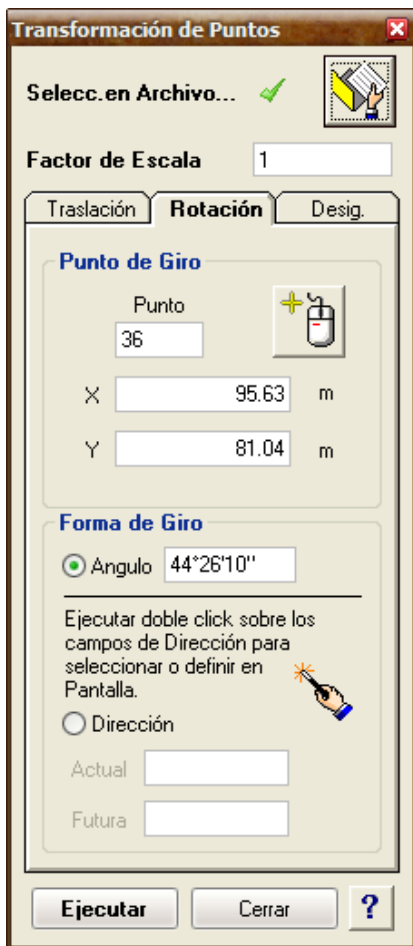 Transformación de Puntos
Selecc.en Archivo...
Factor de Escala 1
Traslación Rotación Desig.
Punto de Giro
Punto
36
X 95.63 m
Y 81.04 m
Forma de Giro
Angulo 44°26'10"
Ejecutar doble click sobre los
campos de Dirección para
seleccionar o definir en
Pantalla.
Dirección
Actual
Futura
Ejecutar Cerrar ?